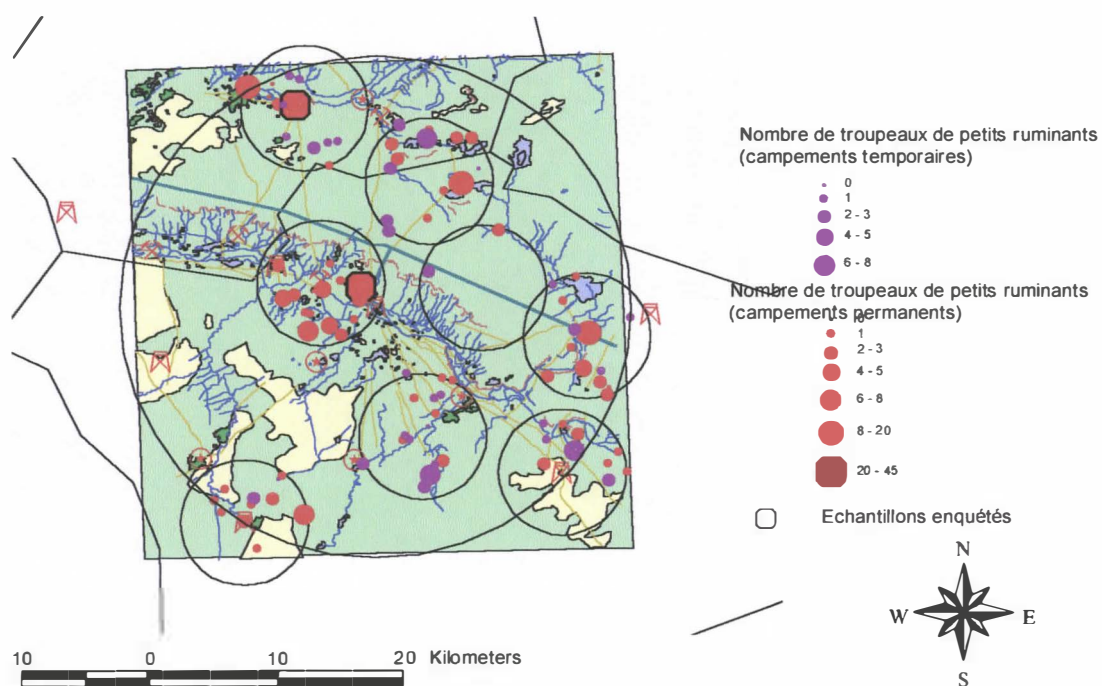 Nombre de troupeaux de petits ruminants
(campements temporaires)
0
1
2 - 3
4 - 5
6 - 8
Nombre de troupeaux de petits ruminants
(campements permanents)
1
2 - 3
4 - 5
6 - 8
8 - 20
20 - 45
Echantillons enquétés
N
W E
S
10 0 10 20 Kilometers